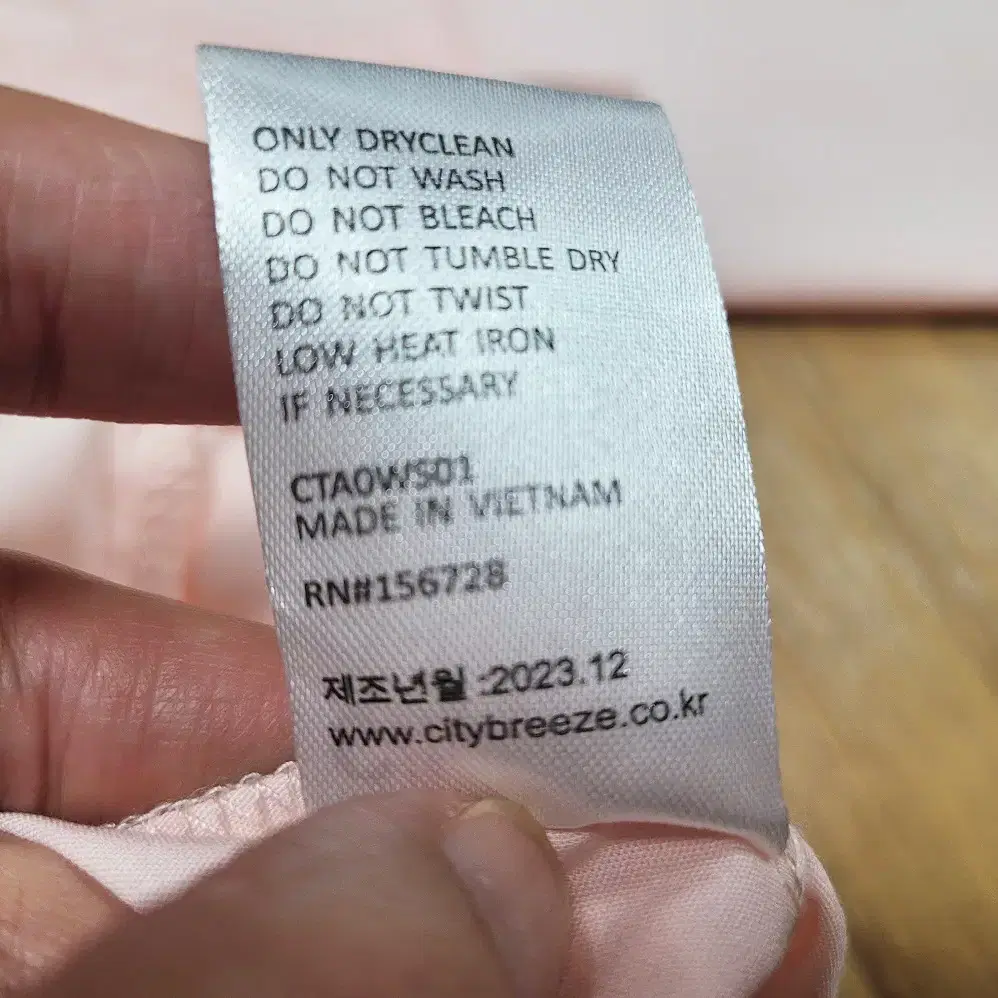 ONLY DRYCLEAN
DO NOT WASH
DO NOT BLEACH
DO NOT TUMBLE DRY
DO NOT TWIST
LOW HEAT IRON
IF NECESSARY
CTA0WS01
MADE IN VIETNAM
RN#156728
제조년월:2023.12
www.citybreeze.co.kr